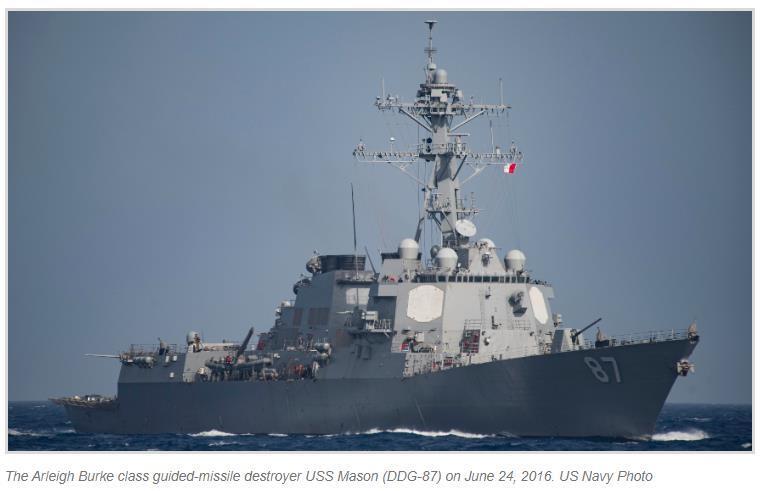 87
The Arleigh Burke class guided-missile destroyer USS Mason (DDG-87) on June 24, 2016. US Navy Photo